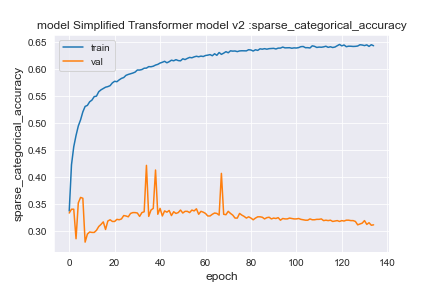 model Simplified Transformer model v2 :sparse_categorical_accuracy
train
val
sparse_categorical_accuracy
0.65
0.60
0.55
0.50
0.45
0.40
0.35
0.30
0 20 40 60 80 100 120 140
epoch